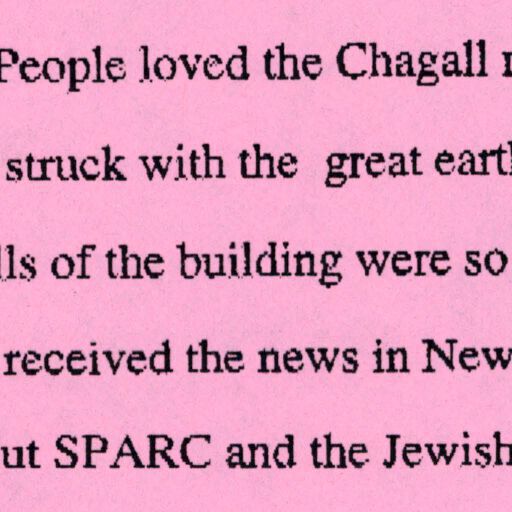 People loved the Chagall
struck with the great
lls of the building were so
received the news in New
ut SPARC and the Jewish